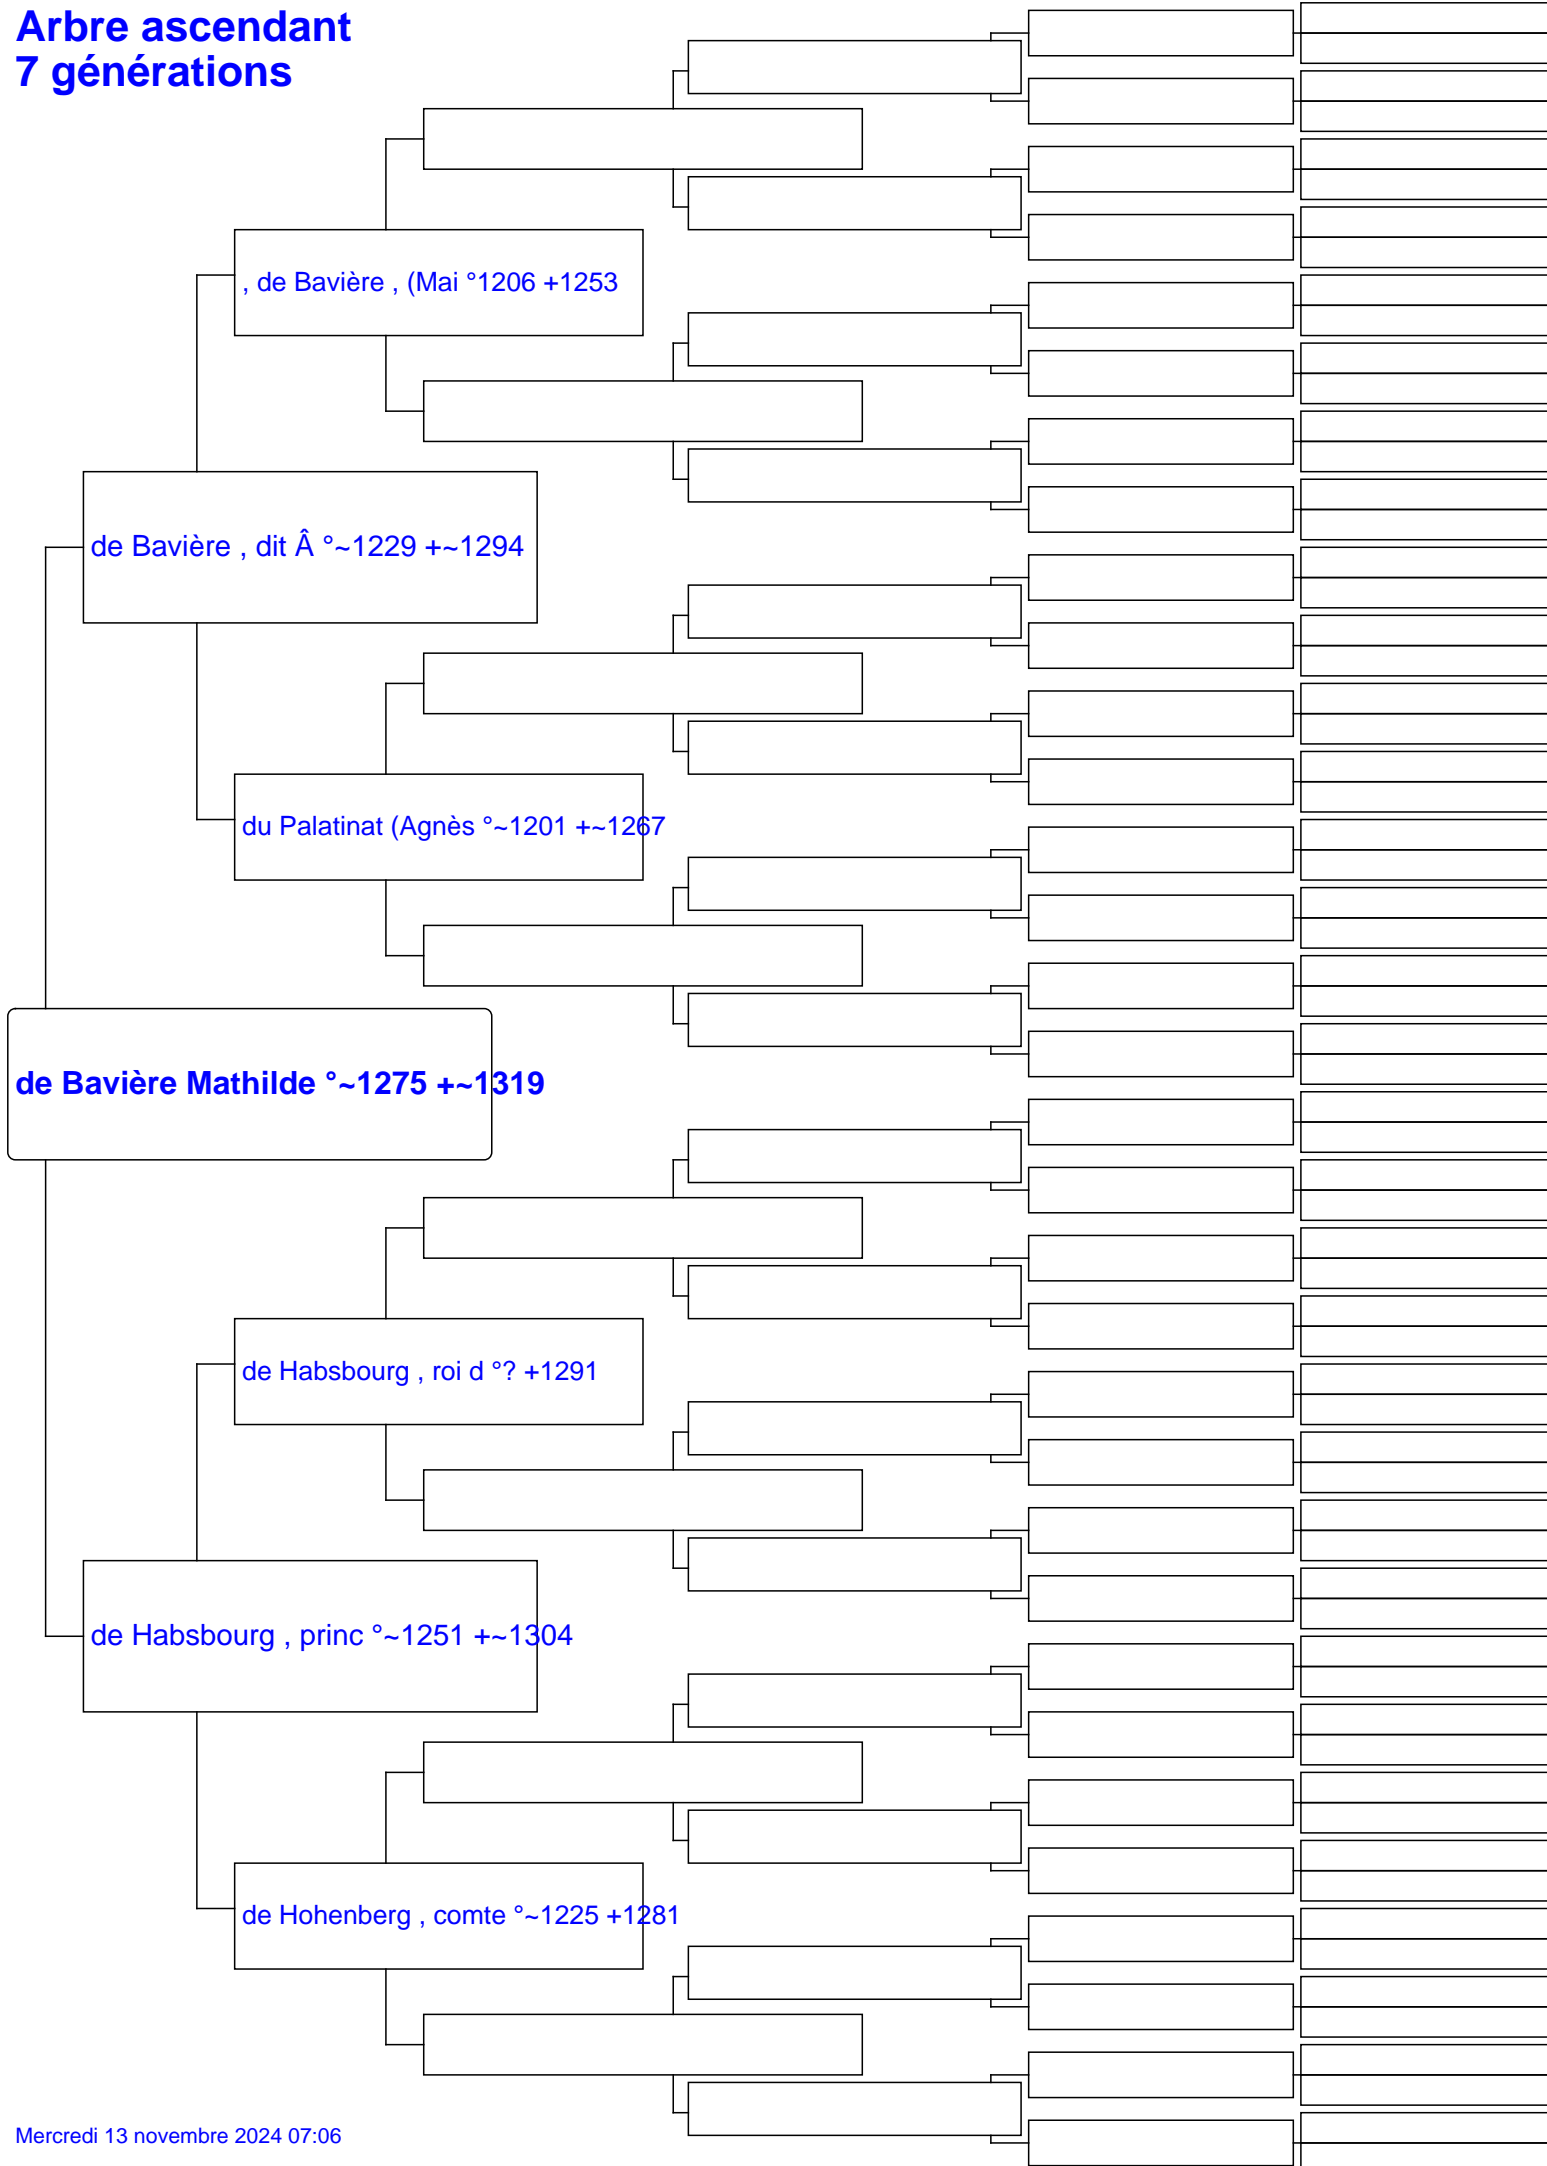 Arbre ascendant
7 générations
, de Bavière , (Mai °1206 +1253
de Bavière , dit Â °~1229 +~1294
du Palatinat (Agnès °~1201 +~1267
de Bavière Mathilde °~1275 +~1319
de Habsbourg , roi d °? +1291
de Habsbourg , princ °~1251 +~1304
de Hohenberg , comte °~1225 +1281
Mercredi 13 novembre 2024 07:06